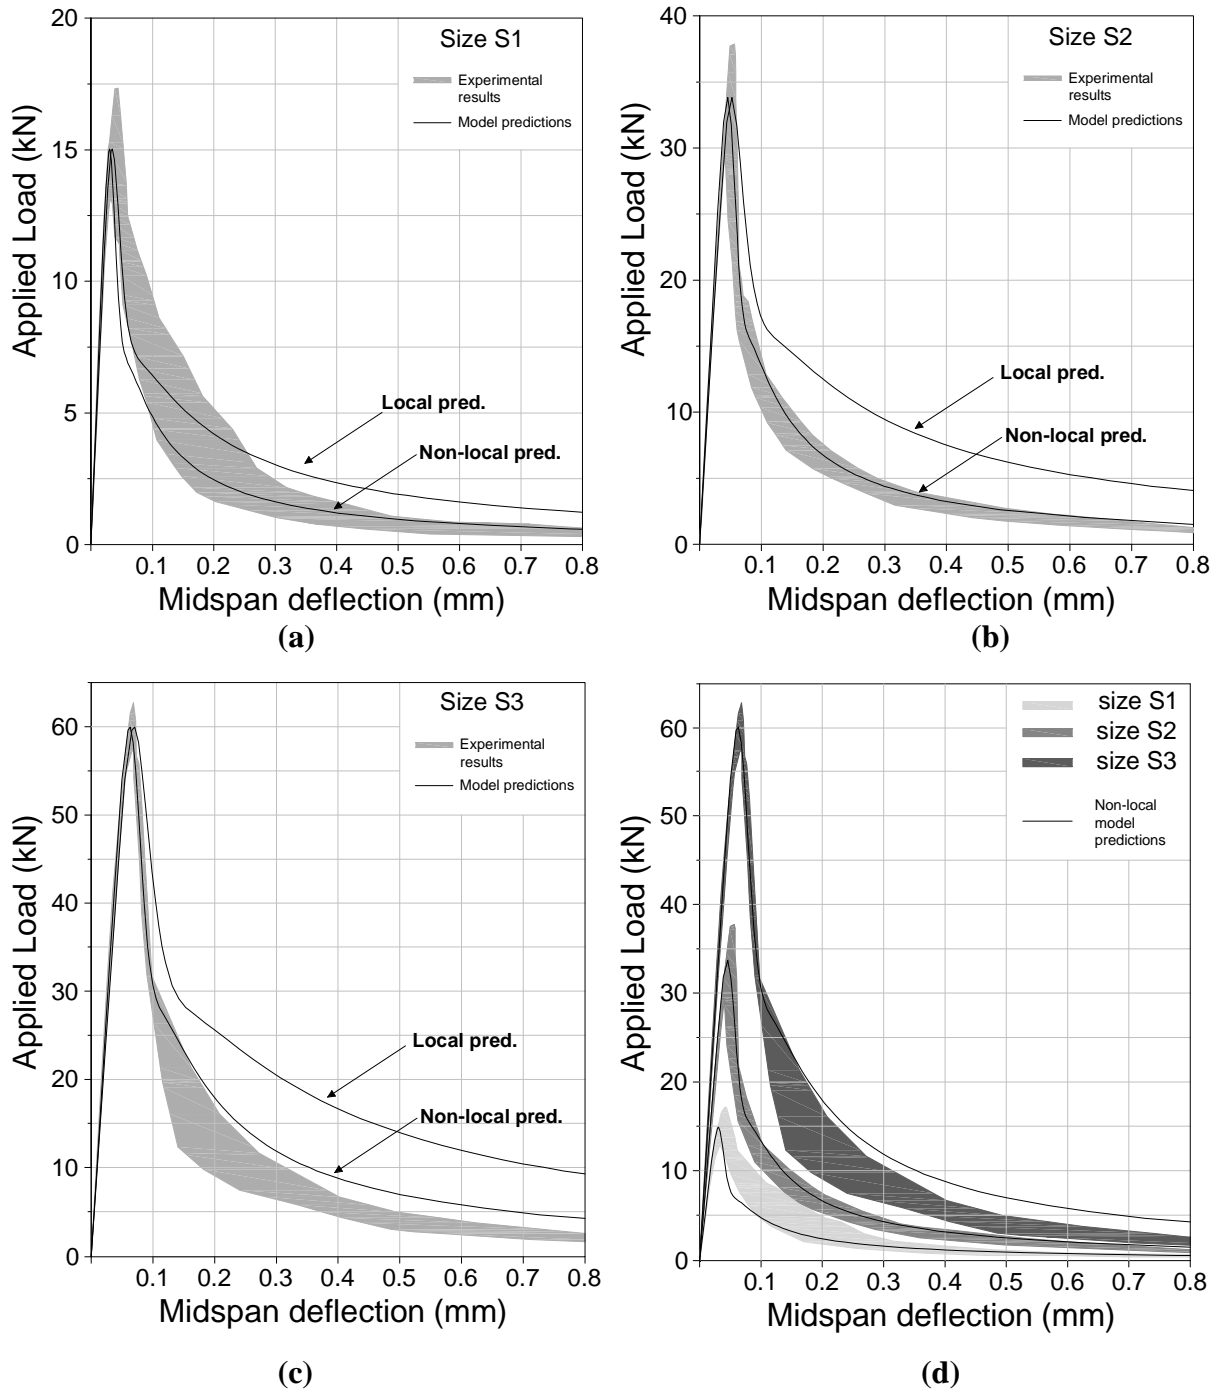 Size S1
Experimental
results
Model predictions
Local pred.
Non-local pred.
20
15
10
5
0
0.1 0.2 0.3 0.4 0.5 0.6 0.7 0.8
Applied Load (kN)
Midspan deflection (mm)
(a)
Size S2
Experimental
results
Model predictions
Local pred.
Non-local pred.
40
30
20
10
0
0.1 0.2 0.3 0.4 0.5 0.6 0.7 0.8
Applied Load (kN)
Midspan deflection (mm)
(b)
Size S3
Experimental
results
Model predictions
Local pred.
Non-local pred.
60
50
40
30
20
10
0
0.1 0.2 0.3 0.4 0.5 0.6 0.7 0.8
Applied Load (kN)
Midspan deflection (mm)
(c)
size S1
size S2
size S3
Non-local
model
predictions
60
50
40
30
20
10
0
0.1 0.2 0.3 0.4 0.5 0.6 0.7 0.8
Applied Load (kN)
Midspan deflection (mm)
(d)